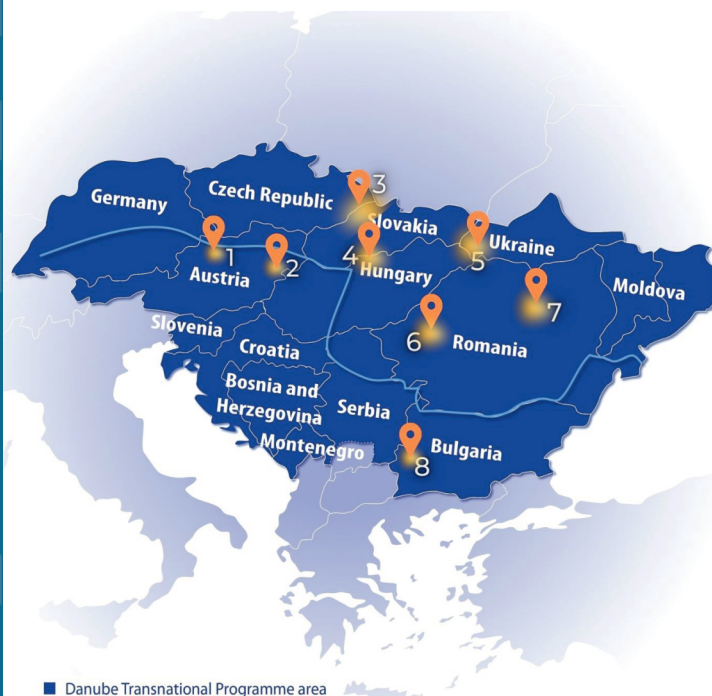 Germany
Czech Republic
3
Slovakia
Ukraine
1
2
4
5
Austria
Hungary
Moldova
7
Slovenia
6
Romania
Croatia
Bosnia and
Herzegovina
Serbia
Montenegro
Bulgaria
8
Danube Transnational Programme area